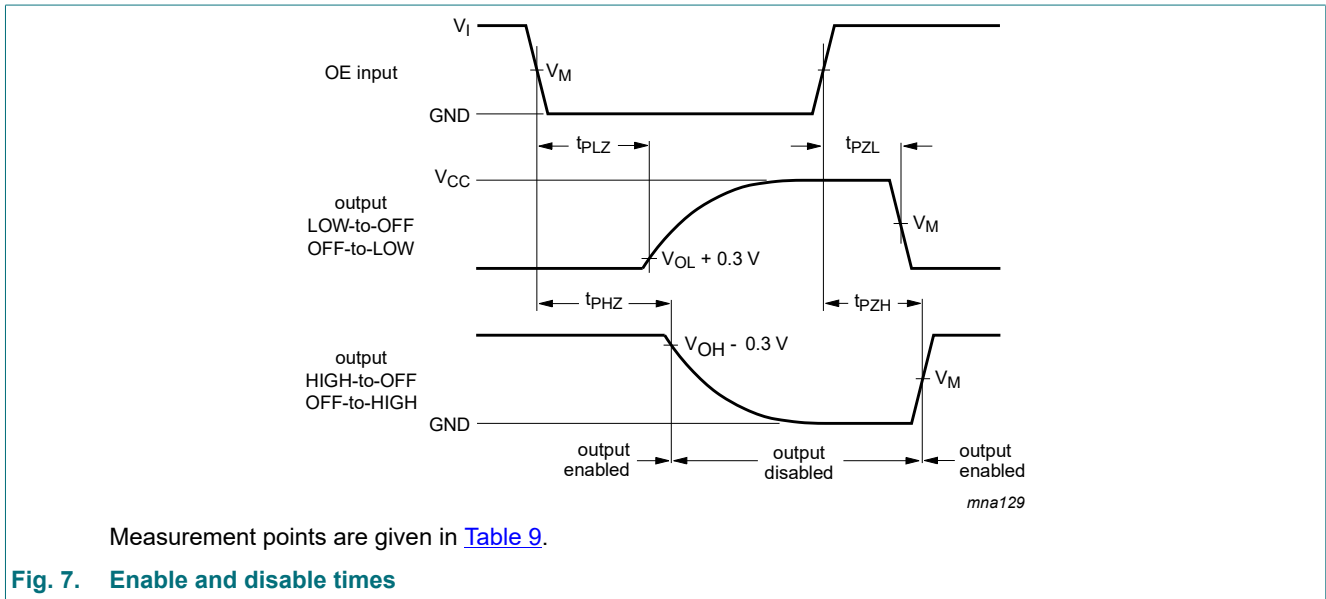 VI
OE input
VM
GND
tPLZ
tPZL
VCC
output
LOW-to-OFF
OFF-to-LOW
VM
VOL + 0.3 V
tPHZ
tPZH
VOH - 0.3 V
output
HIGH-to-OFF
OFF-to-HIGH
VM
GND
output
enabled
output
disabled
output
enabled
mna129
Measurement points are given in Table 9.
Fig. 7. Enable and disable times